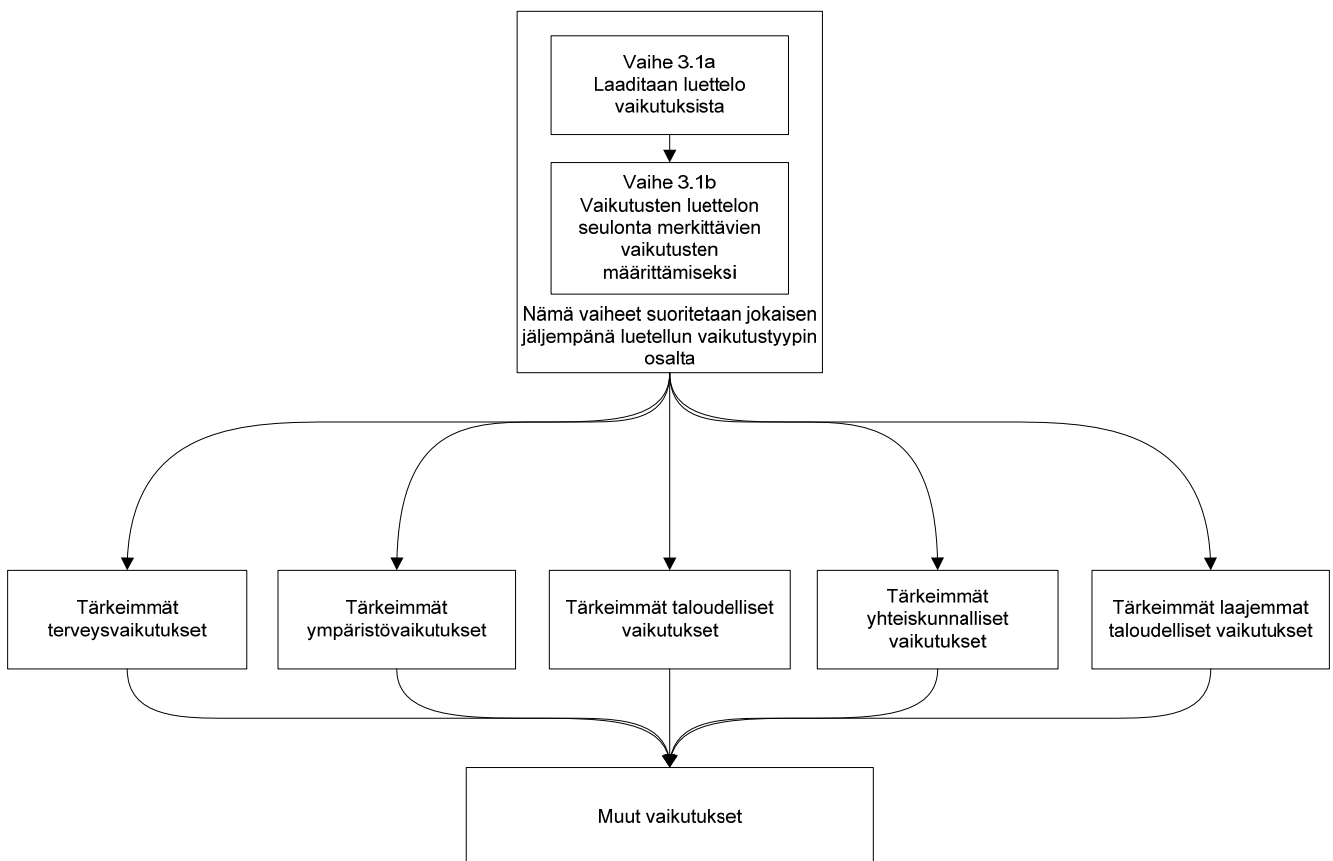 Vaihe 3.1a
Laaditaan luettelo
vaikutuksista
Vaihe 3.1b
Vaikutusten luettelon
seulonta merkittävien
vaikutusten
määrittämiseksi
Nämä vaiheet suoritetaan jokaisen
jäljempänä luetellun vaikutustyypin
osalta
Tärkeimmät
terveysvaikutukset
Tärkeimmät
ympäristövaikutukset
Tärkeimmät taloudelliset
vaikutukset
Tärkeimmät
yhteiskunnalliset
vaikutukset
Tärkeimmät laajemmat
taloudelliset vaikutukset
Muut vaikutukset